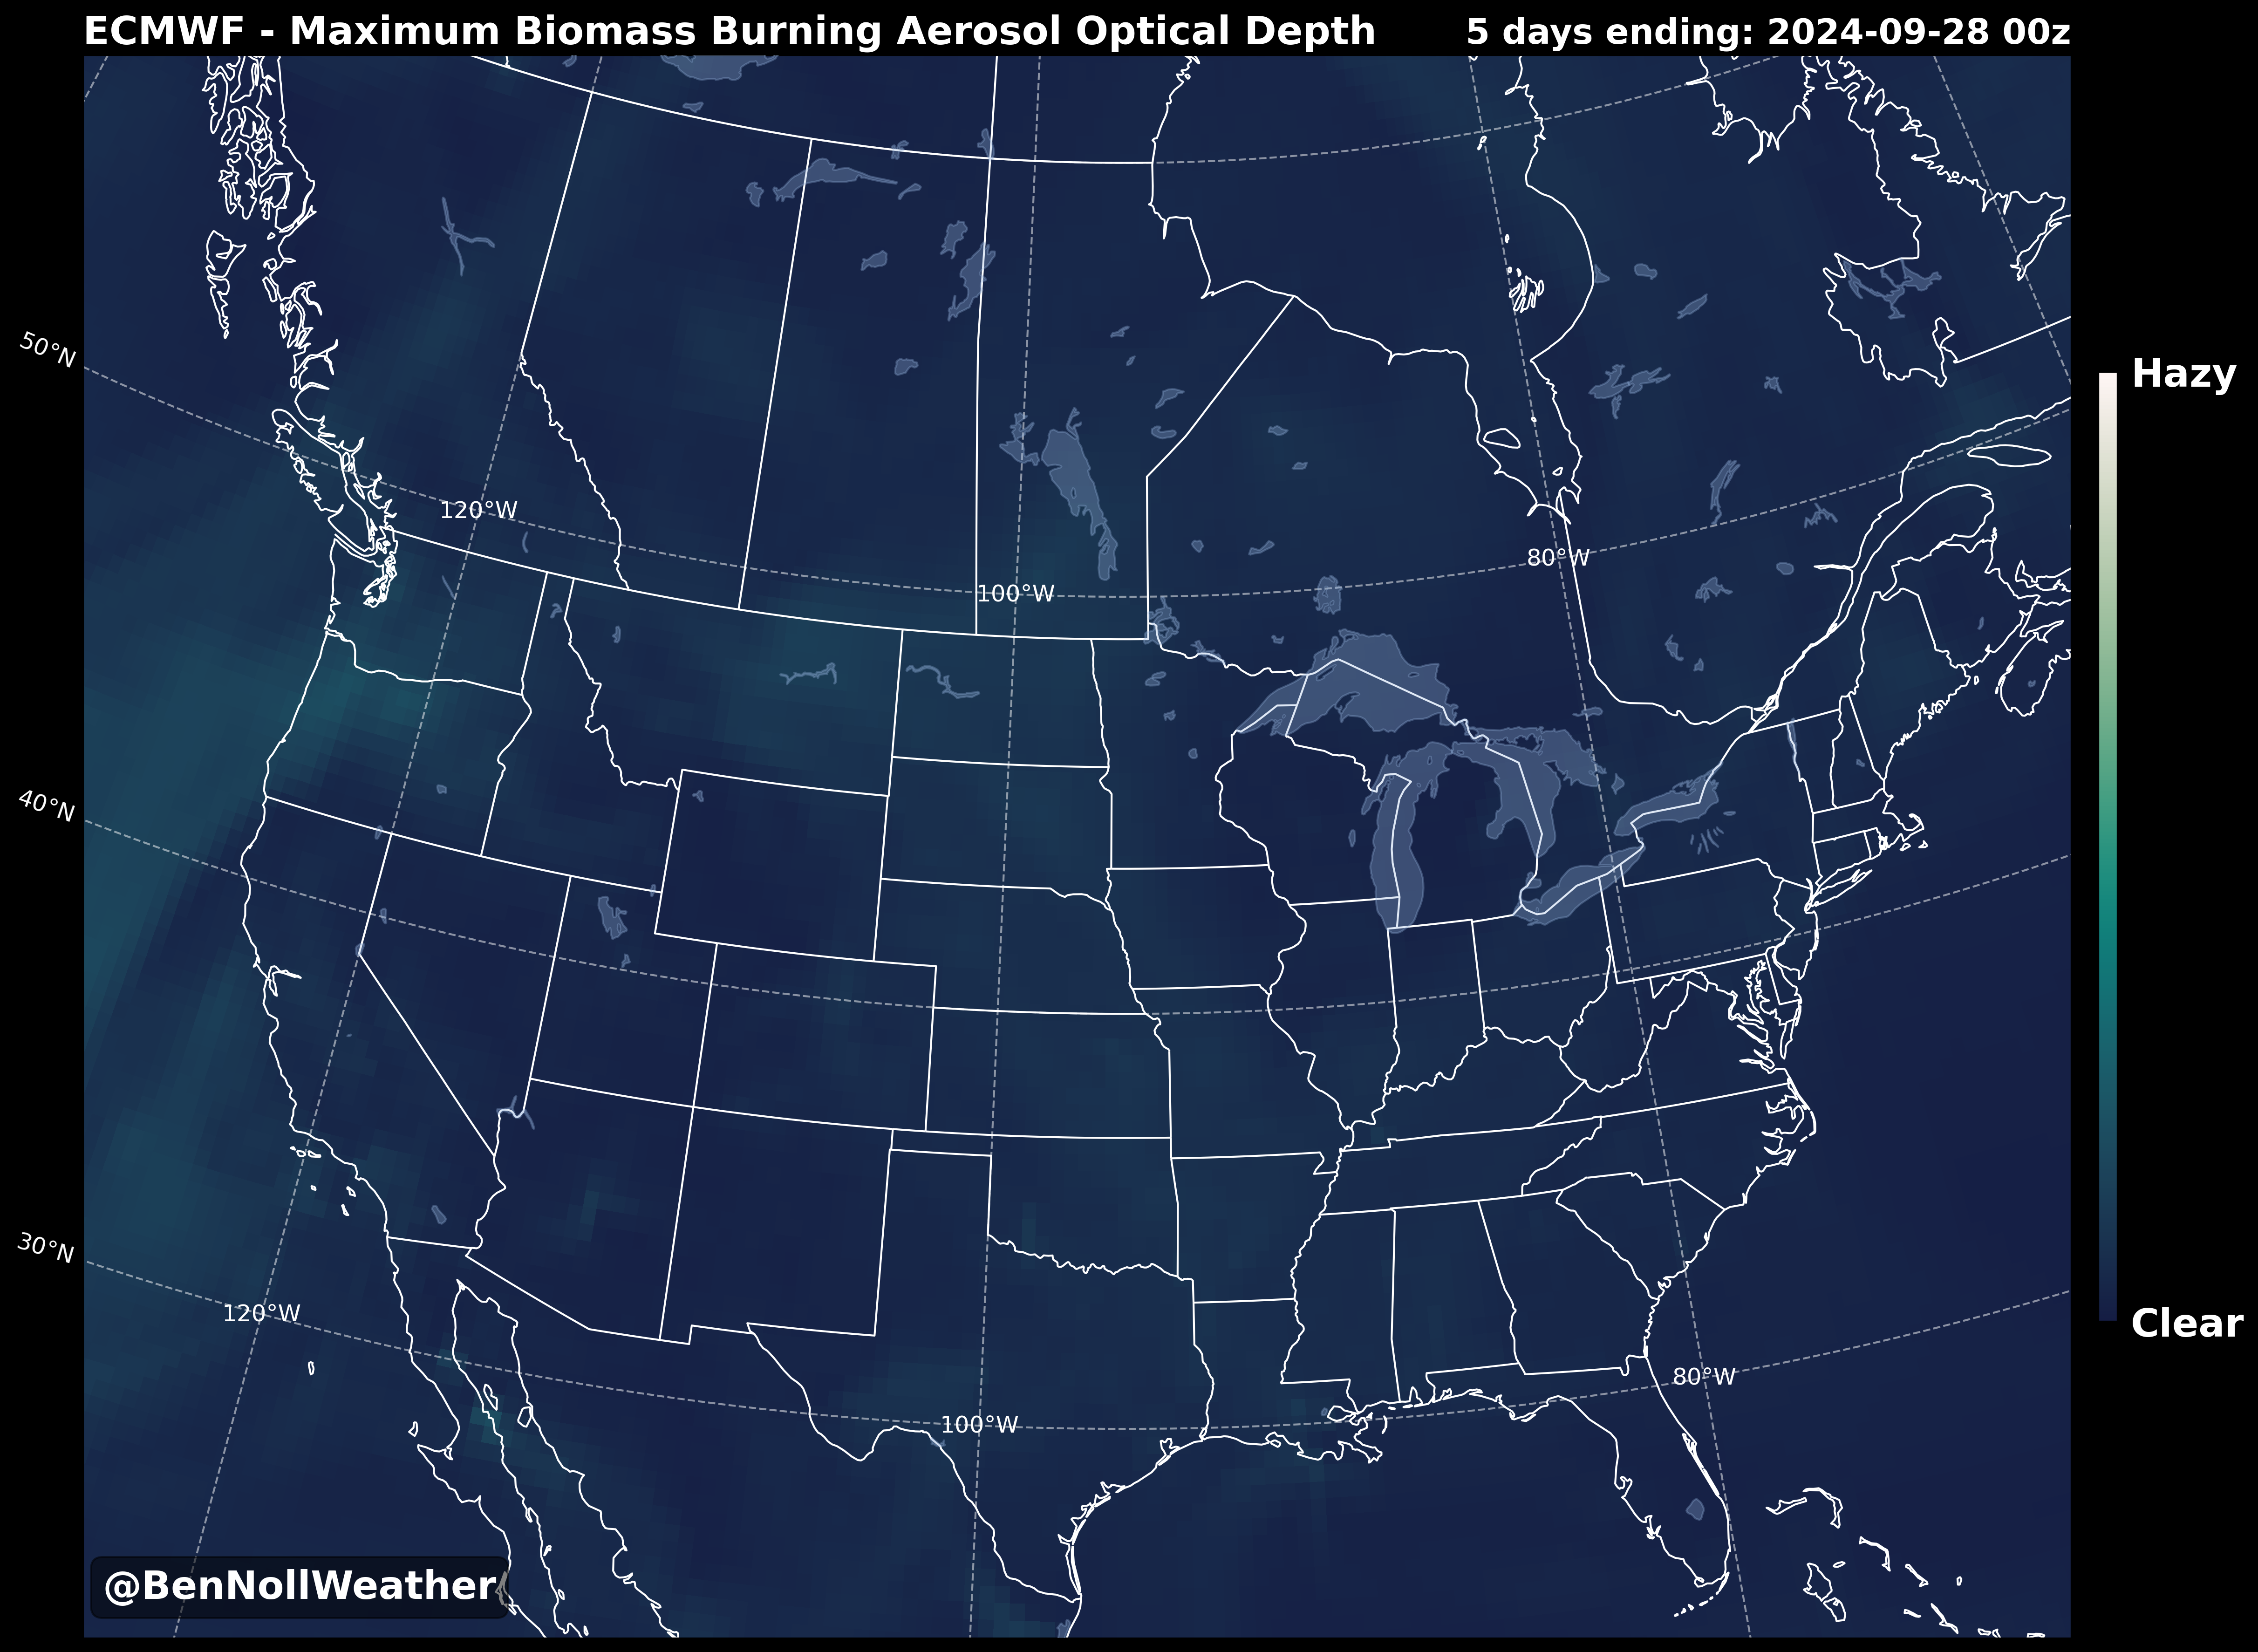 ECMWF - Maximum Biomass Burning Aerosol Optical Depth
5 days ending: 2024-09-28 00z
50°N
Hazy
120°W
80°W
100°W
40°N
30°N
120°W
Clear
80°W
100°W
@BenNollWeather